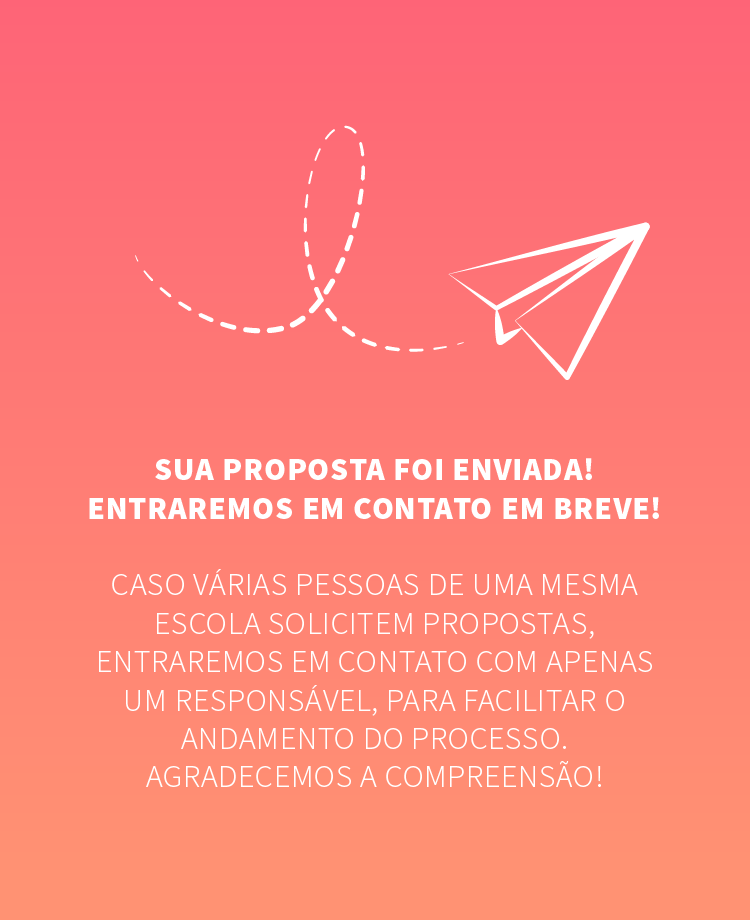 SUA PROPOSTA FOI ENVIADA!
ENTRAREMOS EM CONTATO EM BREVE!
CASO VÁRIAS PESSOAS DE UMA MESMA
ESCOLA SOLICITEM PROPOSTAS,
ENTRAREMOS EM CONTATO COM APENAS
UM RESPONSÁVEL, PARA FACILITAR O
ANDAMENTO DO PROCESSO.
AGRADECEMOS A COMPREENSÃO!